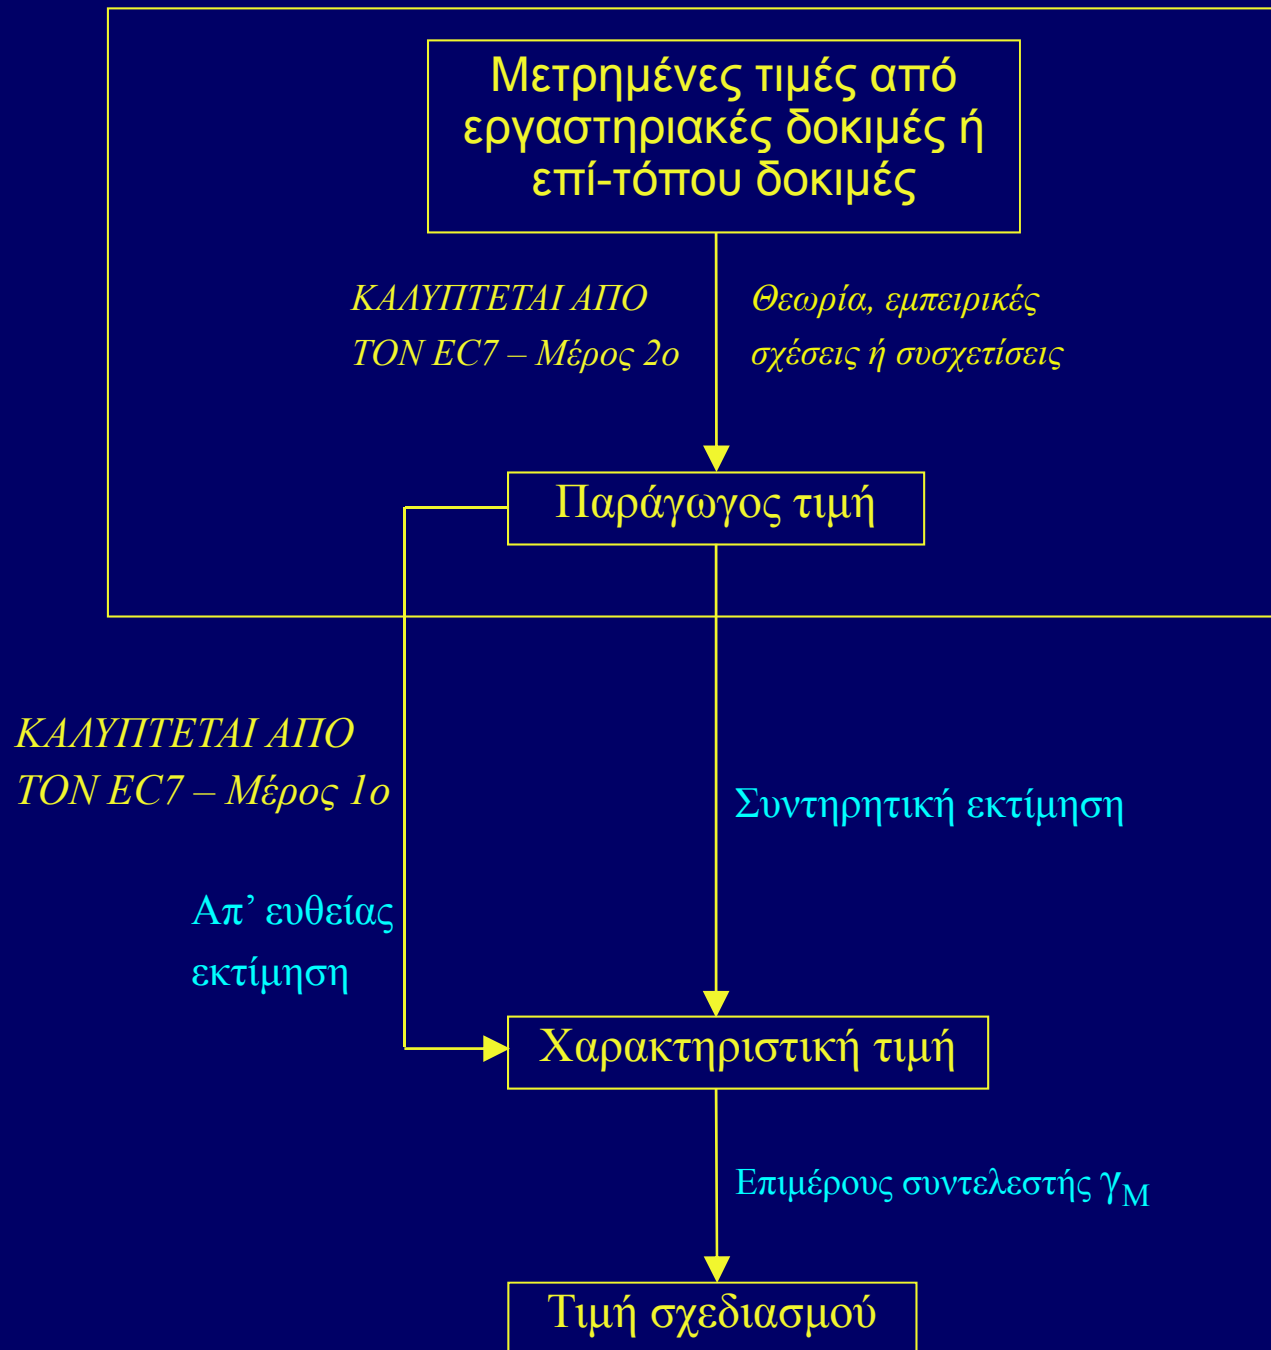 Μετρημένες τιμές από
εργαστηριακές δοκιμές ή
επί-τόπου δοκιμές
ΚΑΛΥΠΤΕΤΑΙ ΑΠΟ
ΤΟΝ EC7 – Μέρος 2ο
Θεωρία, εμπειρικές
σχέσεις ή συσχετίσεις
Παράγωγος τιμή
ΚΑΛΥΠΤΕΤΑΙ ΑΠΟ
ΤΟΝ EC7 – Μέρος 1ο
Συντηρητική εκτίμηση
Απ’ ευθείας
εκτίμηση
Χαρακτηριστική τιμή
Επιμέρους συντελεστής γM
Τιμή σχεδιασμού